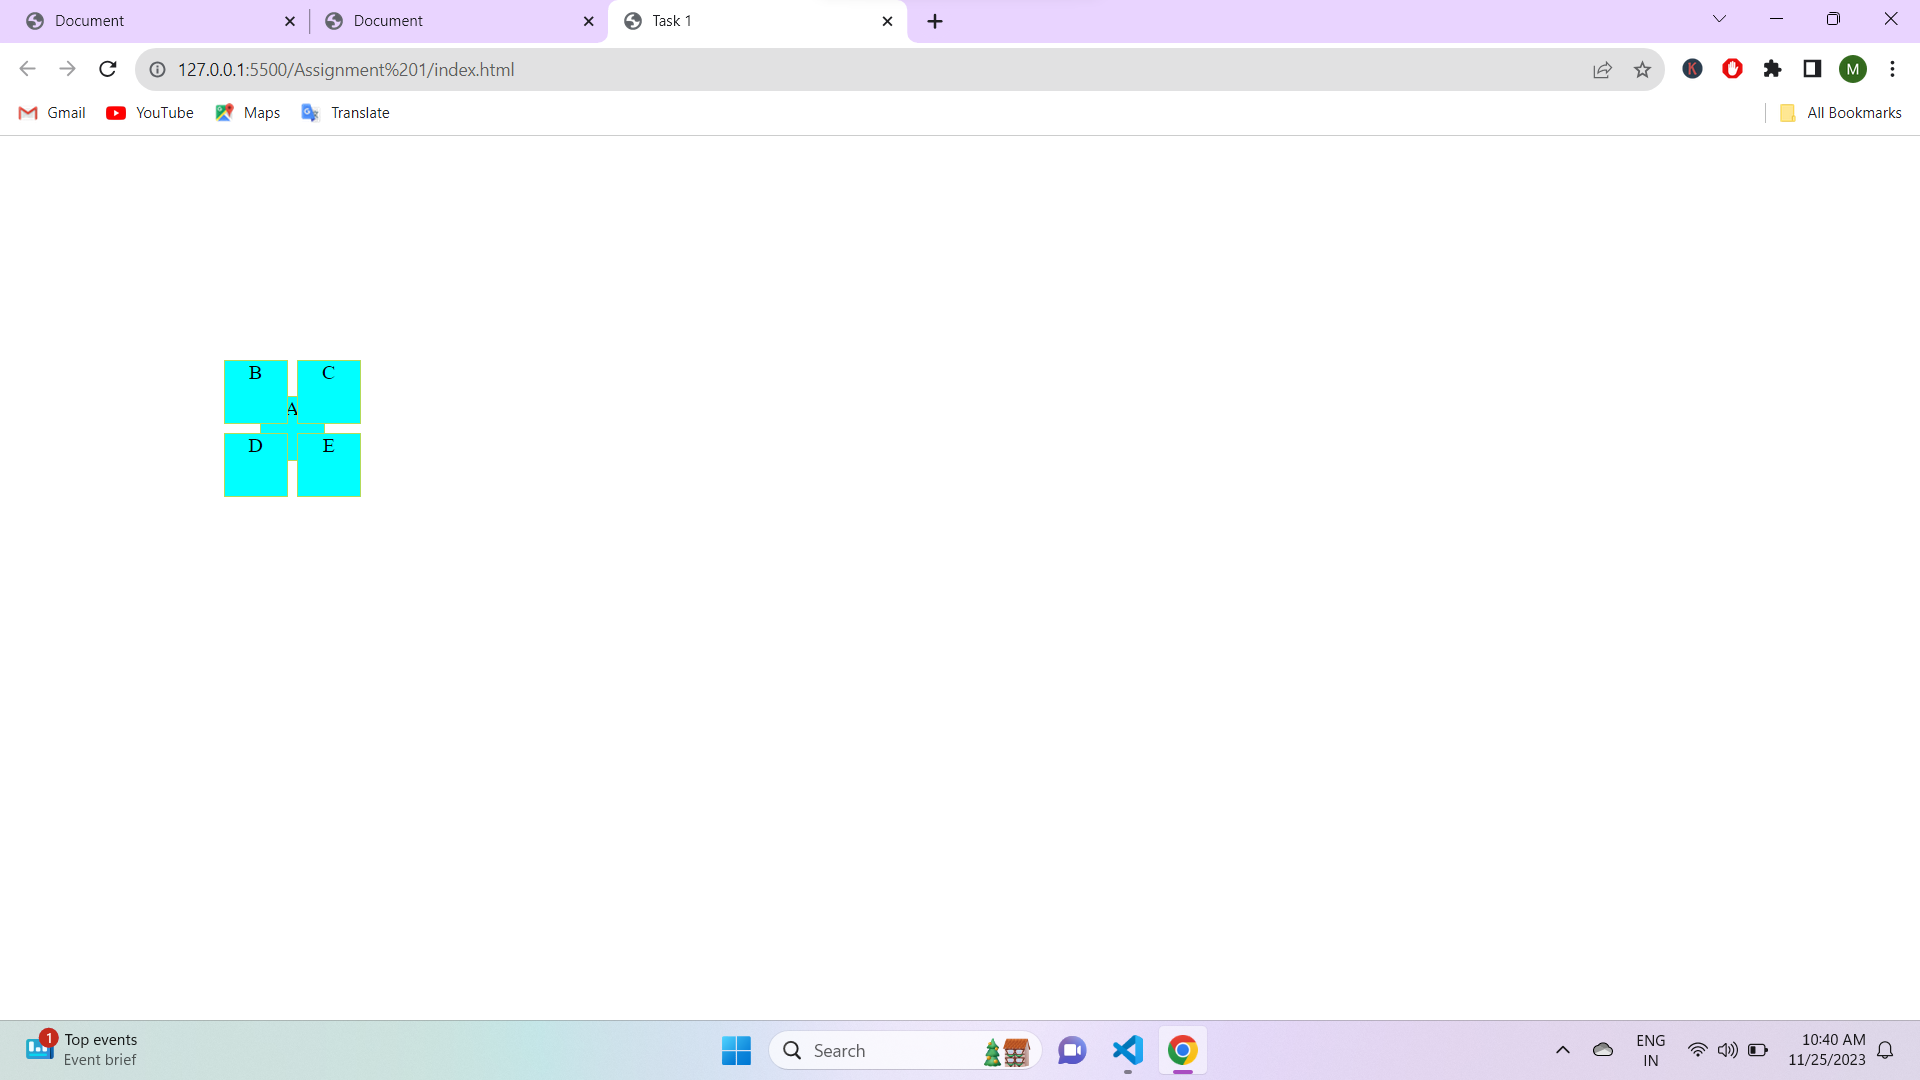 Document
Document
Task 1
127.0.0.1:5500/Assignment%201/index.html
K
M
Gmail
YouTube
Maps
Translate
All Bookmarks
B
C
A
D
E
1
Top events
Event brief
Search
ENG
IN
10:40 AM
11/25/2023